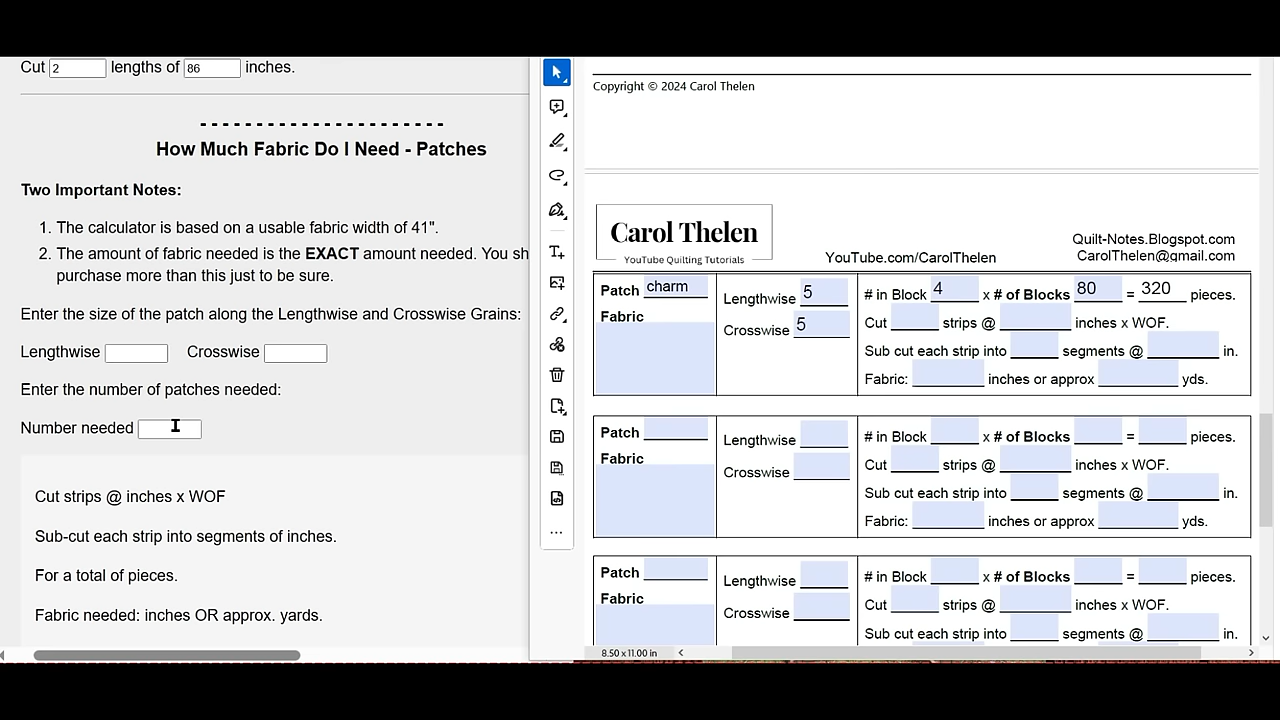 Cut 2 lengths of 86 inches.
- - - - - - - - - - - - - - - - - - - - - -
How Much Fabric Do I Need - Patches
Two Important Notes:
1. The calculator is based on a usable fabric width of 41".
2. The amount of fabric needed is the EXACT amount needed. You sh
purchase more than this just to be sure.
Enter the size of the patch along the Lengthwise and Crosswise Grains:
Lengthwise Crosswise
Enter the number of patches needed:
Number needed
Cut strips @ inches x WOF
Sub-cut each strip into segments of inches.
For a total of pieces.
Fabric needed: inches OR approx. yards.
Copyright © 2024 Carol Thelen
Carol Thelen
YouTube Quilting Tutorials
YouTube.com/CarolThelen
Quilt-Notes.Blogspot.com
CarolThelen@gmail.com
Patch charm
Fabric
Lengthwise 5
Crosswise 5
# in Block 4 x # of Blocks 80 = 320 pieces.
Cut strips @ inches x WOF.
Sub cut each strip into segments @ in.
Fabric: inches or approx yds.
Patch
Fabric
Lengthwise
Crosswise
# in Block x # of Blocks = pieces.
Cut strips @ inches x WOF.
Sub cut each strip into segments @ in.
Fabric: inches or approx yds.
Patch
Fabric
Lengthwise
Crosswise
# in Block x # of Blocks = pieces.
Cut strips @ inches x WOF.
Sub cut each strip into segments @ in.
8.50 x 11.00 in